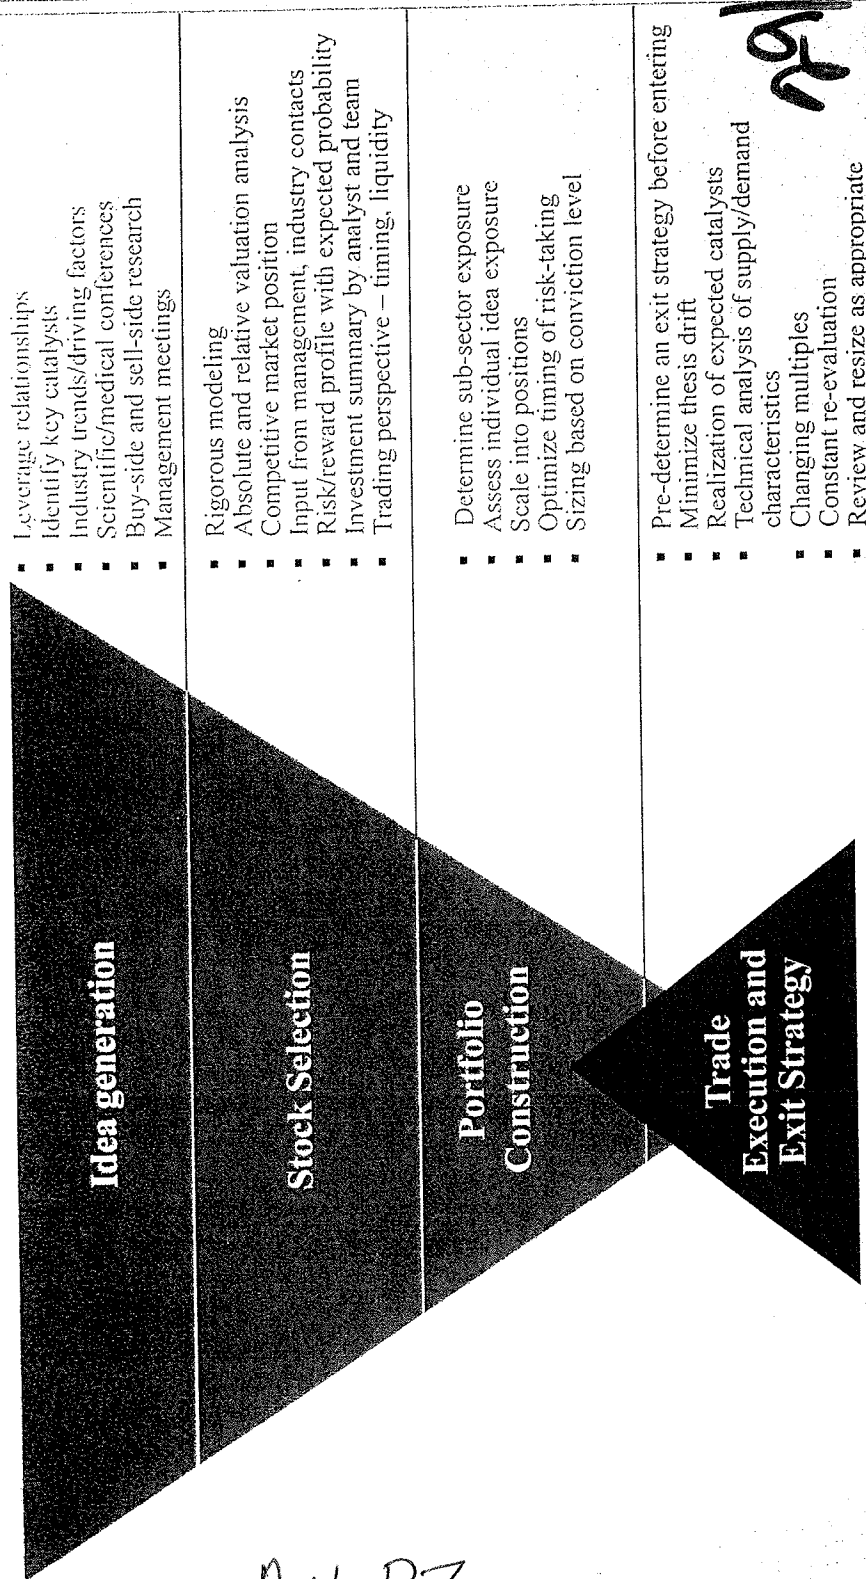 Idea generation
Leverage relationships
Identify key catalysts
Industry trends/driving factors
Scientific/medical conferences
Buy-side and sell-side research
Management meetings
Stock Selection
Rigorous modeling
Absolute and relative valuation analysis
Competitive market position
Input from management, industry contacts
Risk/reward profile with expected probability
Investment summary by analyst and team
Trading perspective – timing, liquidity
Portfolio
Construction
Determine sub-sector exposure
Assess individual idea exposure
Scale into positions
Optimize timing of risk-taking
Sizing based on conviction level
Trade
Execution and
Exit Strategy
Pre-determine an exit strategy before entering
Minimize thesis drift
Realization of expected catalysts
Technical analysis of supply/demand
characteristics
Changing multiples
Constant re-evaluation
Review and resize as appropriate